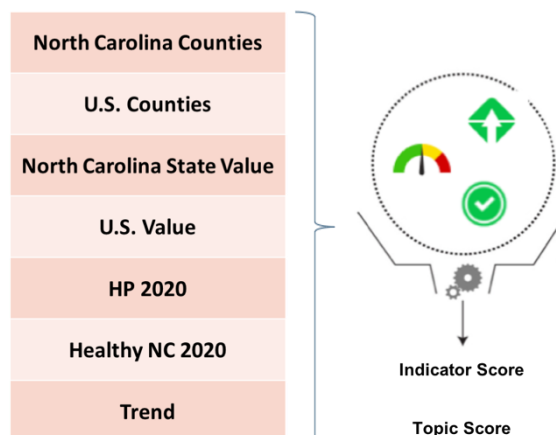 North Carolina Counties
U.S. Counties
North Carolina State Value
U.S. Value
HP 2020
Healthy NC 2020
Trend
Indicator Score
Topic Score